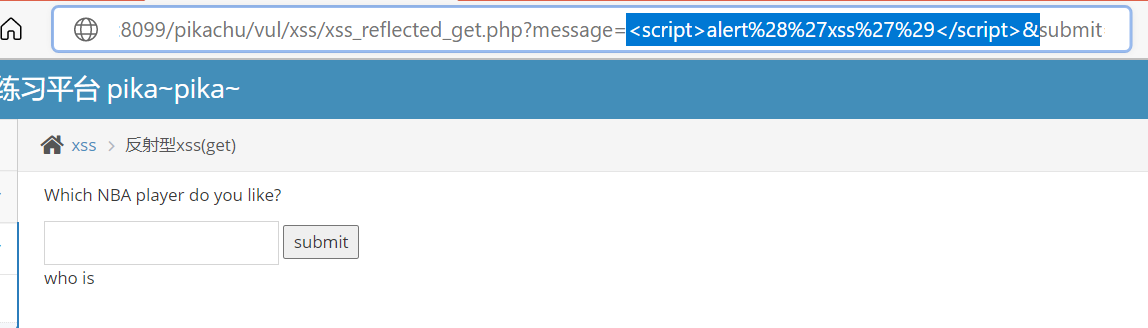 :8099/pikachu/vul/xss/xss_reflected_get.php?message=<script>alert%28%27xss%27%29</script>&submit
练习平台 pika~pika~
xss > 反射型xss(get)
Which NBA player do you like?
submit
who is